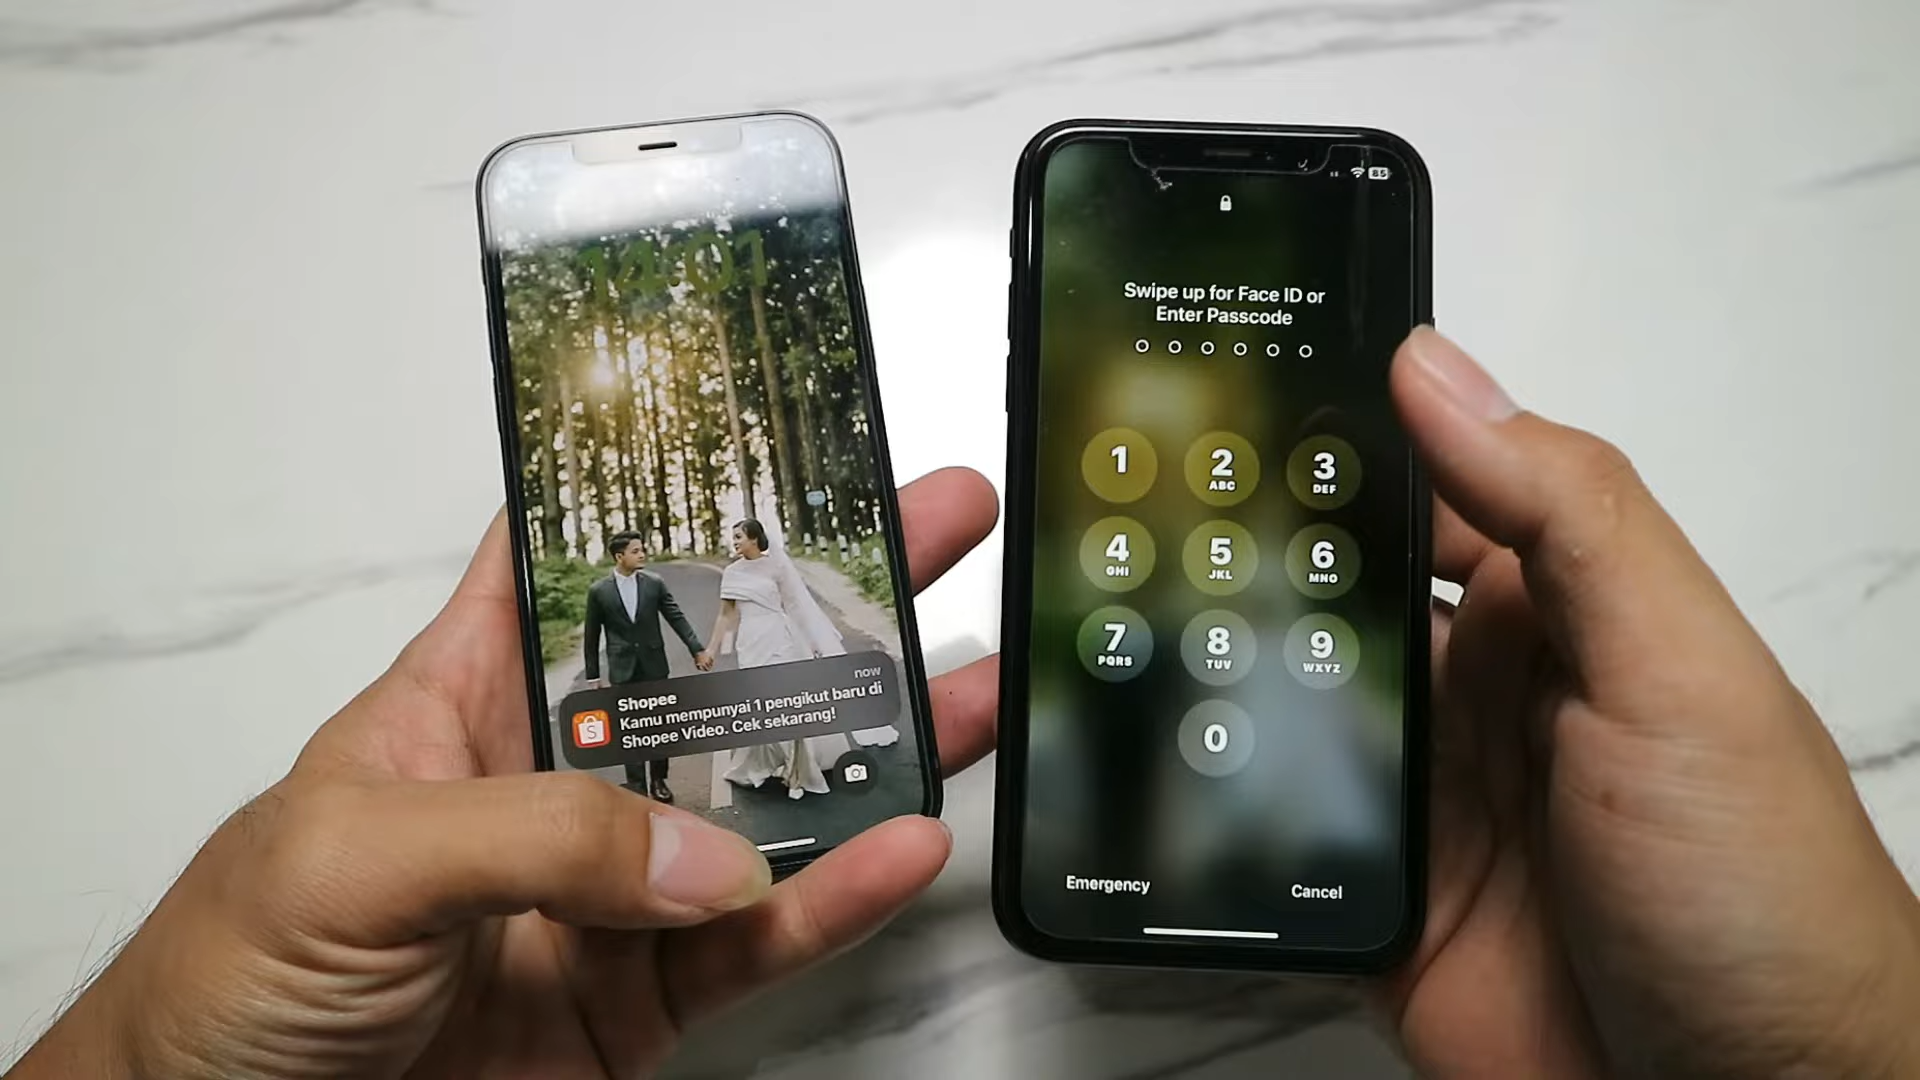 14:01
Shopee
now
Kamu mempunyai 1 pengikut baru di
Shopee Video. Cek sekarang!
85
Swipe up for Face ID or
Enter Passcode
1
2
ABC
3
DEF
4
GHI
5
JKL
6
MNO
7
PQRS
8
TUV
9
WXYZ
0
Emergency
Cancel